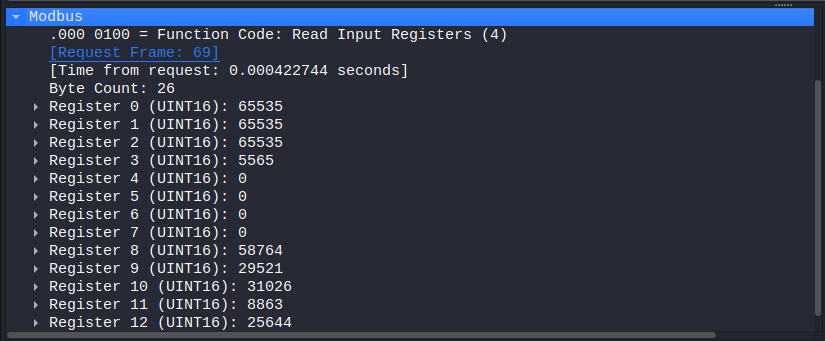 Modbus
.000 0100 = Function Code: Read Input Registers (4)
[Request Frame: 69]
[Time from request: 0.000422744 seconds]
Byte Count: 26
Register 0 (UINT16): 65535
Register 1 (UINT16): 65535
Register 2 (UINT16): 65535
Register 3 (UINT16): 5565
Register 4 (UINT16): 0
Register 5 (UINT16): 0
Register 6 (UINT16): 0
Register 7 (UINT16): 0
Register 8 (UINT16): 58764
Register 9 (UINT16): 29521
Register 10 (UINT16): 31026
Register 11 (UINT16): 8863
Register 12 (UINT16): 25644